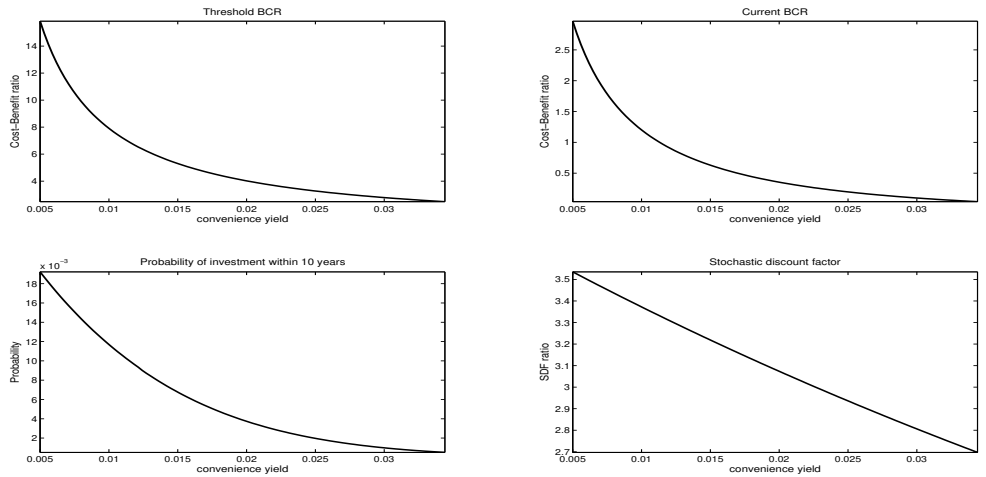 Threshold BCR
14
12
10
8
6
4
Cost–Benefit ratio
0.005 0.01 0.015 0.02 0.025 0.03
convenience yield
Current BCR
2.5
2
1.5
1
0.5
Cost–Benefit ratio
0.005 0.01 0.015 0.02 0.025 0.03
convenience yield
x 10⁻³
Probability of investment within 10 years
18
16
14
12
10
8
6
4
2
Probability
0.005 0.01 0.015 0.02 0.025 0.03
convenience yield
Stochastic discount factor
3.5
3.4
3.3
3.2
3.1
3
2.9
2.8
2.7
SDF ratio
0.005 0.01 0.015 0.02 0.025 0.03
convenience yield